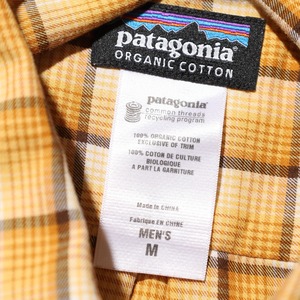 patagonia®
ORGANIC COTTON
patagonia®
common threads
recycling program
100% ORGANIC COTTON
EXCLUSIVE OF TRIM
100% COTON DE CULTURE
BIOLOGIQUE
A PART LA GARNITURE
Made in CHINA
Fabriqué EN CHINE
MEN'S
M